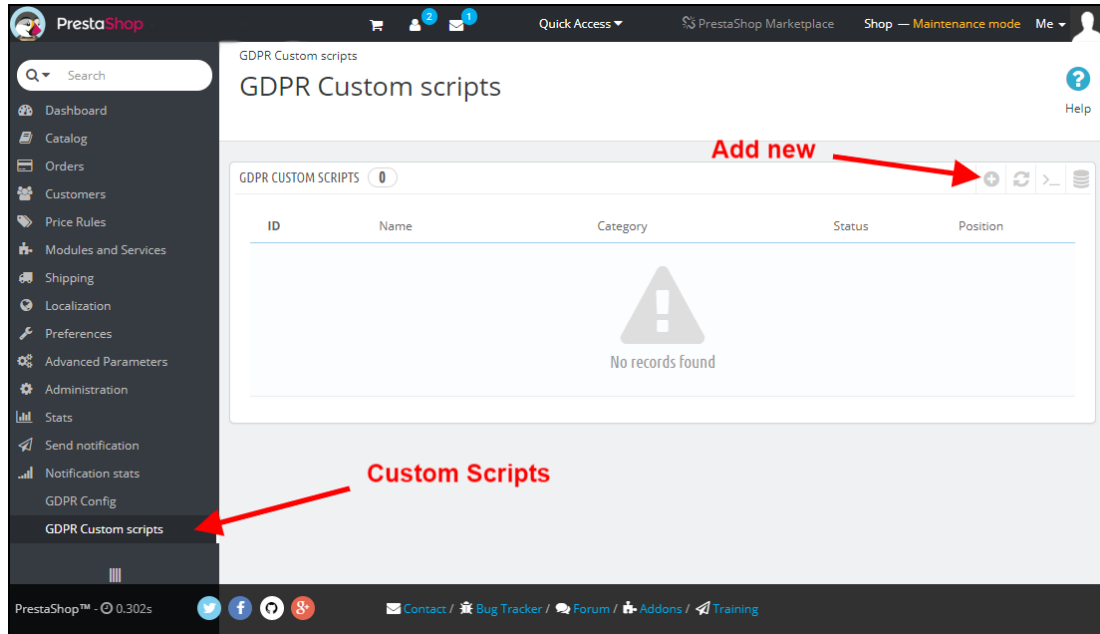 PrestaShop
2
1
Quick Access
PrestaShop Marketplace
Shop — Maintenance mode
Me
Search
Dashboard
Catalog
Orders
Customers
Price Rules
Modules and Services
Shipping
Localization
Preferences
Advanced Parameters
Administration
Stats
Send notification
Notification stats
GDPR Config
GDPR Custom scripts
GDPR Custom scripts
GDPR Custom scripts
Help
Add new
GDPR CUSTOM SCRIPTS 0
ID Name Category Status Position
No records found
Custom Scripts
PrestaShop™ - 0.302s
Contact / Bug Tracker / Forum / Addons / Training